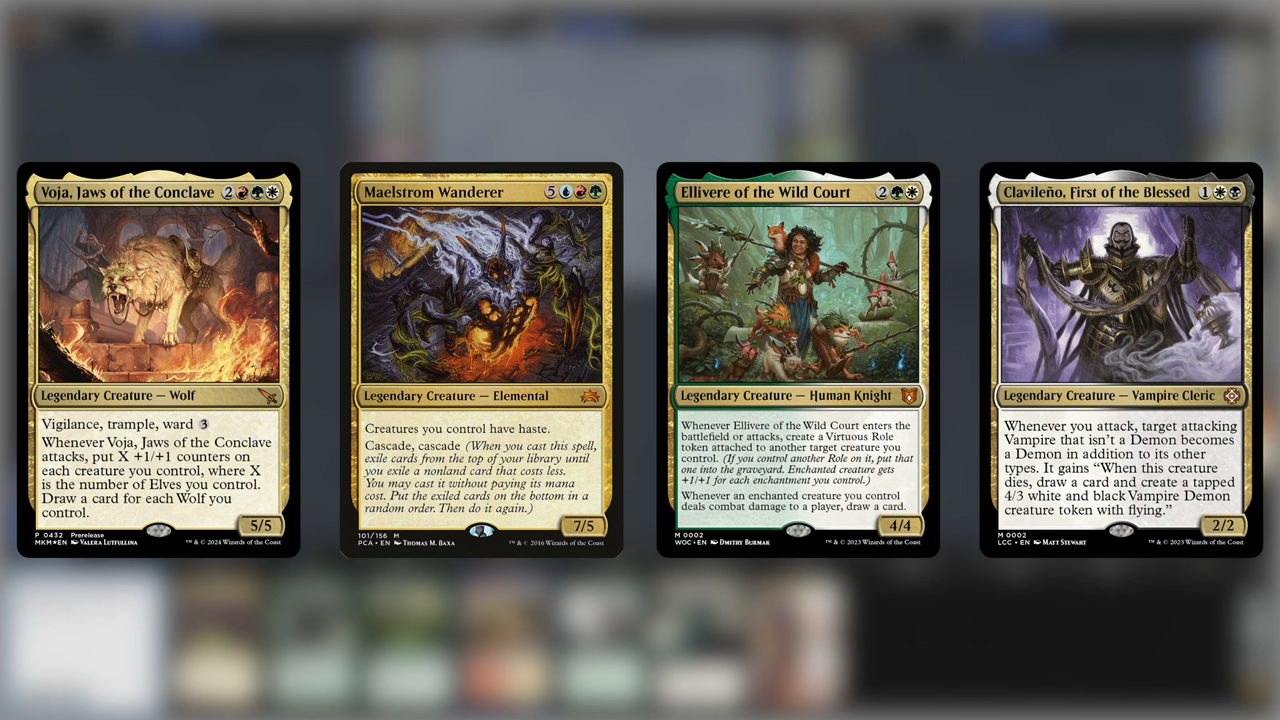 Voja, Jaws of the Conclave 2
Legendary Creature — Wolf
Vigilance, trample, ward 3
Whenever Voja, Jaws of the Conclave
attacks, put X +1/+1 counters on
each creature you control, where X
is the number of Elves you control.
Draw a card for each Wolf you
control.
5/5
P 0432 Prerelease
MKM★EN VALERA LUTFULLINA ™ & © 2024 Wizards of the Coast
Maelstrom Wanderer 5
Legendary Creature — Elemental
Creatures you control have haste.
Cascade, cascade (When you cast this spell,
exile cards from the top of your library until
you exile a nonland card that costs less.
You may cast it without paying its mana
cost. Put the exiled cards on the bottom in a
random order. Then do it again.)
7/5
101/156 M
PCA • EN THOMAS M. BAXA ™ & © 2016 Wizards of the Coast
Ellivere of the Wild Court 2
Legendary Creature — Human Knight
Whenever Ellivere of the Wild Court enters the
battlefield or attacks, create a Virtuous Role
token attached to another target creature you
control. (If you control another Role on it, put that
one into the graveyard. Enchanted creature gets
+1/+1 for each enchantment you control.)
Whenever an enchanted creature you control
deals combat damage to a player, draw a card.
4/4
M 0002
WOC • EN DMITRY BURMAK ™ & © 2023 Wizards of the Coast
Clavileño, First of the Blessed 1
Legendary Creature — Vampire Cleric
Whenever you attack, target attacking
Vampire that isn't a Demon becomes
a Demon in addition to its other
types. It gains "When this creature
dies, draw a card and create a tapped
4/3 white and black Vampire Demon
creature token with flying."
2/2
M 0002
LCC • EN MATT STEWART ™ & © 2023 Wizards of the Coast